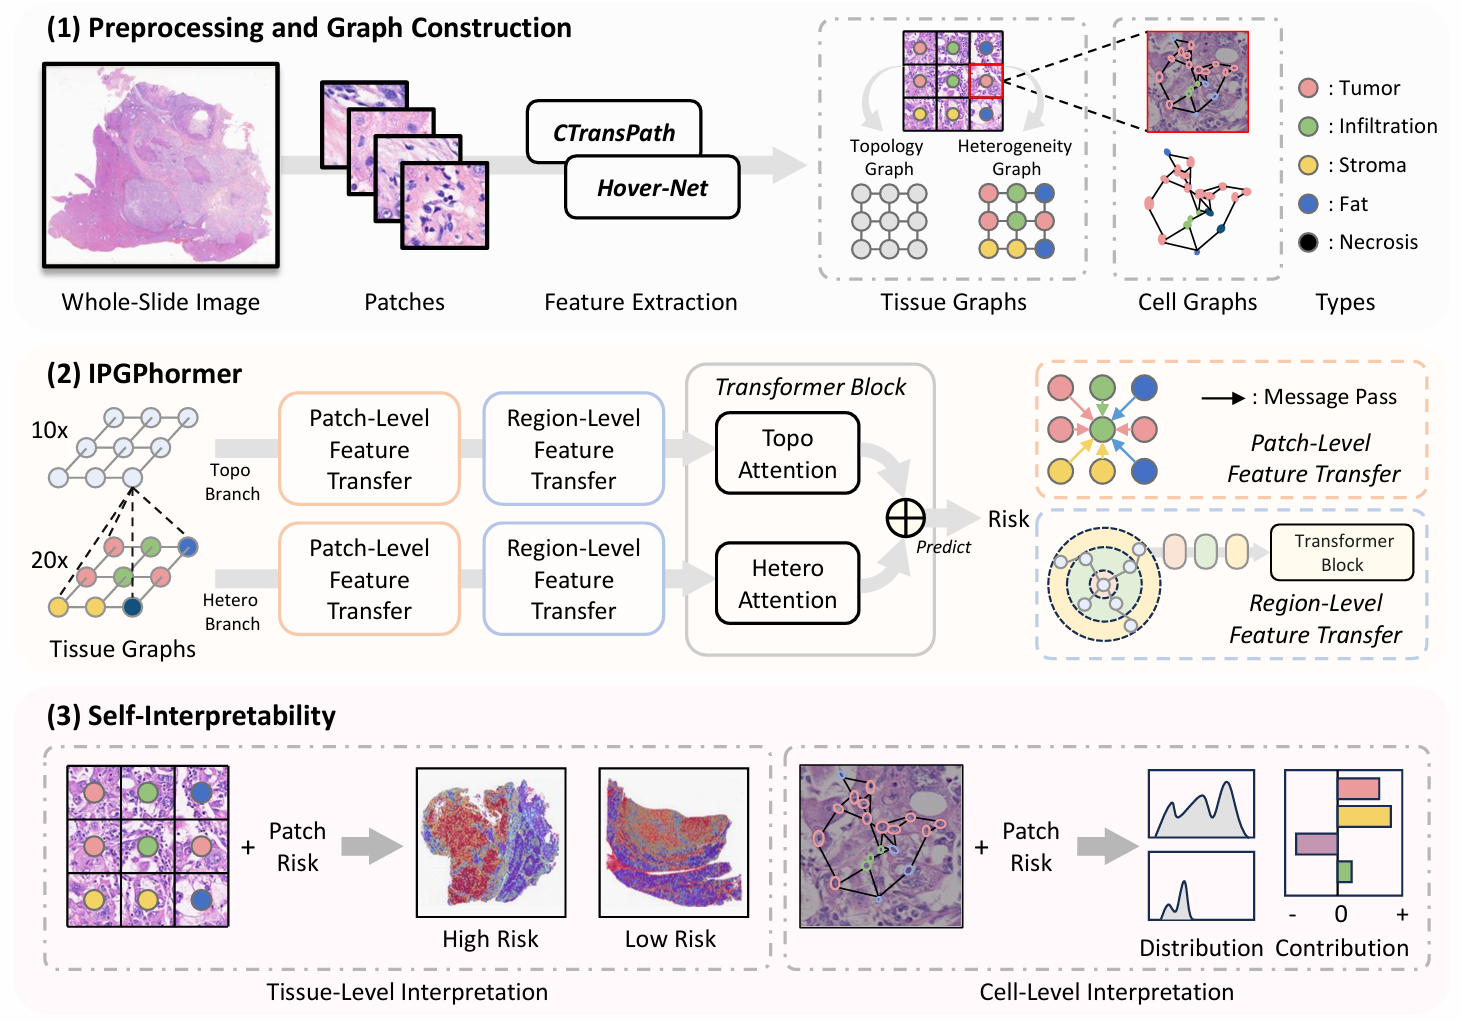 (1) Preprocessing and Graph Construction
CTransPath
Hover-Net
Topology
Graph
Heterogeneity
Graph
: Tumor
: Infiltration
: Stroma
: Fat
: Necrosis
Whole-Slide Image
Patches
Feature Extraction
Tissue Graphs
Cell Graphs
Types
(2) IPGPhormer
10x
20x
Tissue Graphs
Topo
Branch
Hetero
Branch
Patch-Level
Feature
Transfer
Region-Level
Feature
Transfer
Patch-Level
Feature
Transfer
Region-Level
Feature
Transfer
Transformer Block
Topo
Attention
Hetero
Attention
Predict
Risk
: Message Pass
Patch-Level
Feature Transfer
Transformer
Block
Region-Level
Feature Transfer
(3) Self-Interpretability
+
Patch
Risk
High Risk
Low Risk
Tissue-Level Interpretation
+
Patch
Risk
- 0 +
Distribution
Contribution
Cell-Level Interpretation